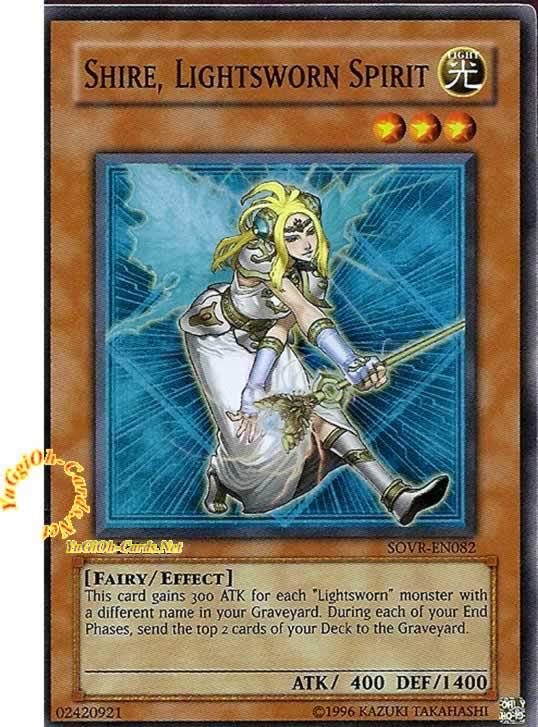 SHIRE, LIGHTSWORN SPIRIT
LIGHT
光
SOVR-EN082
YuGgiOh-Cards.Net
YuGiOh-Cards.Net
[FAIRY/EFFECT]
This card gains 300 ATK for each "Lightsworn" monster with
a different name in your Graveyard. During each of your End
Phases, send the top 2 cards of your Deck to the Graveyard.
ATK/ 400 DEF/1400
02420921
©1996 KAZUKI TAKAHASHI